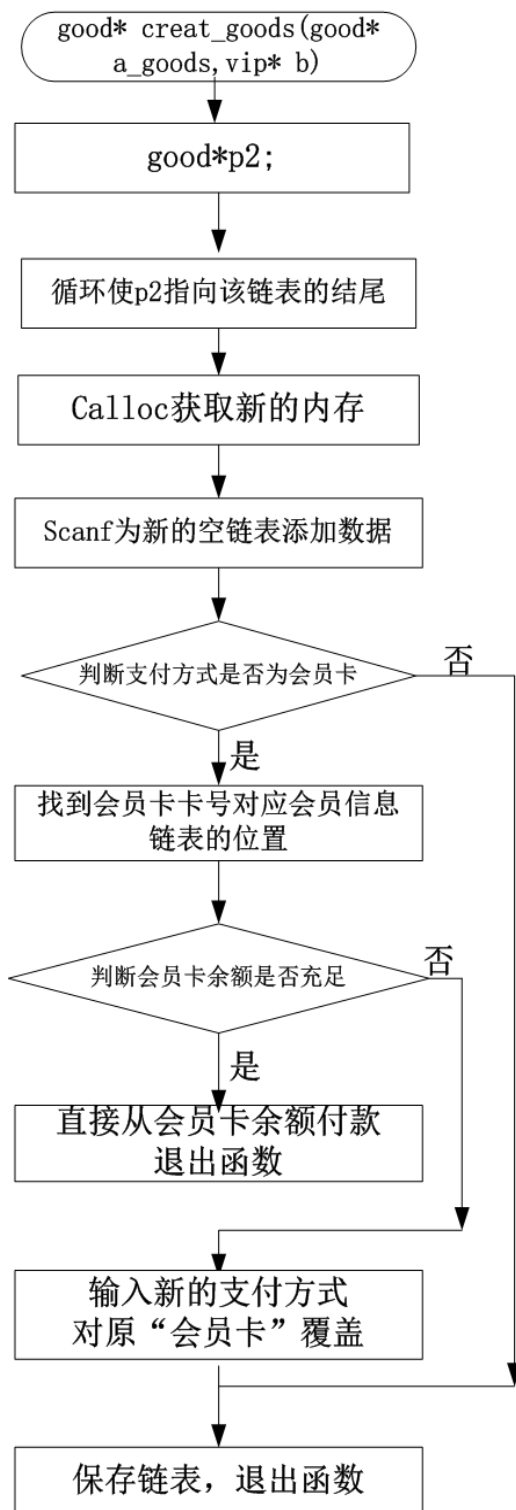 good* creat_goods(good*
a_goods,vip* b)
good*p2;
循环使p2指向该链表的结尾
Calloc获取新的内存
Scanf为新的空链表添加数据
判断支付方式是否为会员卡
否
是
找到会员卡卡号对应会员信息
链表的位置
判断会员卡余额是否充足
否
是
直接从会员卡余额付款
退出函数
输入新的支付方式
对原“会员卡”覆盖
保存链表，退出函数